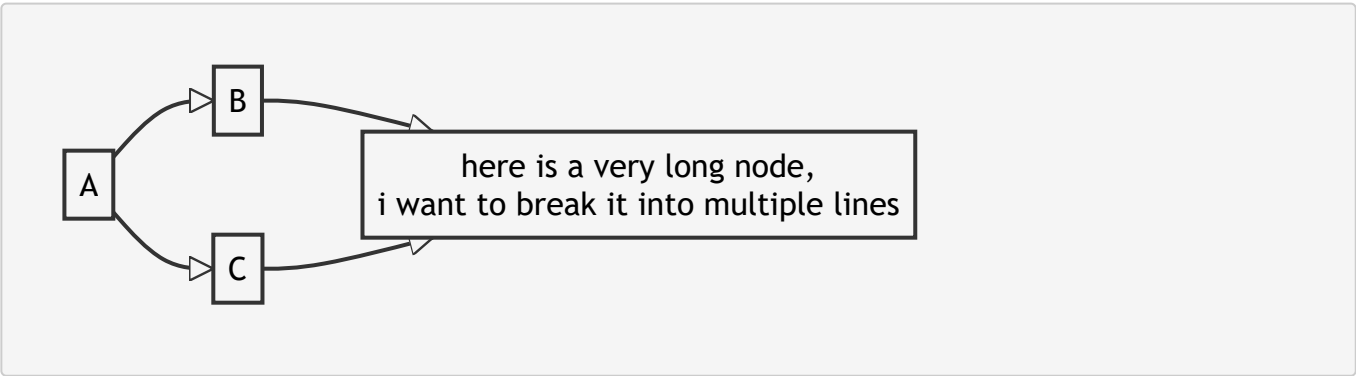 B
A
here is a very long node,
i want to break it into multiple lines
C